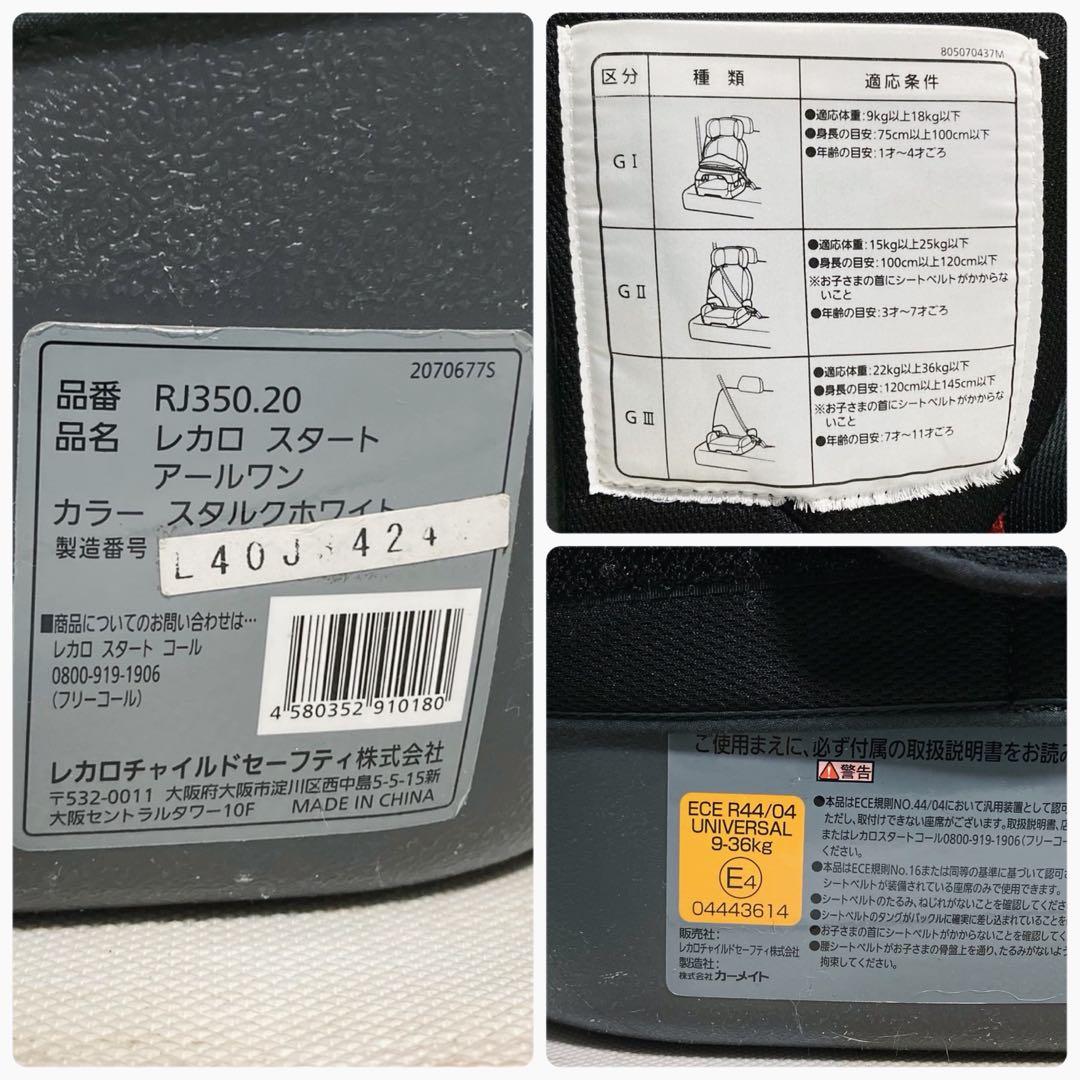 2070677S
品番 RJ350.20
品名 レカロ スタート
アールワン
カラー スタルクホワイト
製造番号
L40J 424
■商品についてのお問い合わせは…
レカロ スタート コール
0800-919-1906
(フリーコール)
4 580352 910180
レカロチャイルドセーフティ株式会社
〒532-0011 大阪府大阪市淀川区西中島5-5-15新
大阪セントラルタワー10F MADE IN CHINA
805070437M
区分 種類 適応条件
GⅠ
●適応体重:9kg以上18kg以下
●身長の目安:75cm以上100cm以下
●年齢の目安:1才〜4才ごろ
GⅡ
●適応体重:15kg以上25kg以下
●身長の目安:100cm以上120cm以下
※お子さまの首にシートベルトがかからな
いこと
●年齢の目安:3才〜7才ごろ
GⅢ
●適応体重:22kg以上36kg以下
●身長の目安:120cm以上145cm以下
※お子さまの首にシートベルトがかからな
いこと
●年齢の目安:7才〜11才ごろ
ご使用まえに、必ず付属の取扱説明書をお読み
警告
ECE R44/04
UNIVERSAL
9-36kg
E4
04443614
●本品はECE規則NO.44/04において汎用装置として認可
ただし、取付けできない座席がございます。取扱説明書、店
またはレカロスタートコール0800-919-1906(フリーコー
ください。
●本品はECE規則No.16または同等の基準に基づいて認可さ
シートベルトが装備されている座席のみで使用できます。
●シートベルトのたるみ、ねじれがないことを確認してくださ
●シートベルトのタングがバックルに確実に差し込まれていることを
●お子さまの首にシートベルトがかからないことを確認してく
●腰シートベルトがお子さまの骨盤上を通り、たるみがないよ
拘束してください。
販売社:
レカロチャイルドセーフティ株式会社
製造社:
株式会社 カーメイト